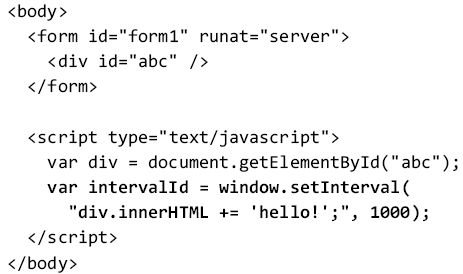 <body>
  <form id="form1" runat="server">
    <div id="abc" />
  </form>

  <script type="text/javascript">
    var div = document.getElementById("abc");
    var intervalId = window.setInterval(
      "div.innerHTML += 'hello!';", 1000);
  </script>
</body>